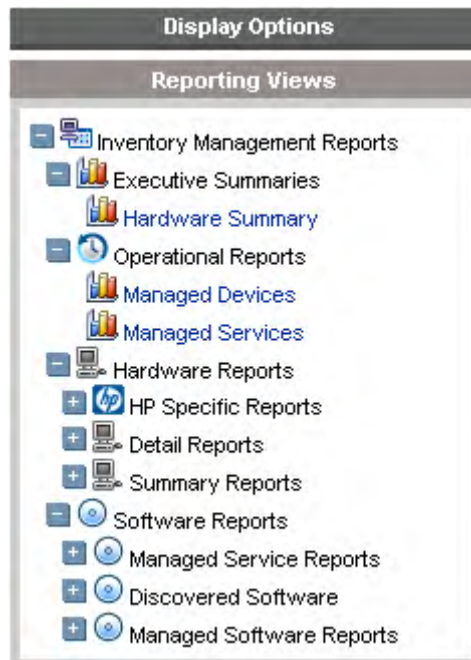 Display Options
Reporting Views
Inventory Management Reports
Executive Summaries
Hardware Summary
Operational Reports
Managed Devices
Managed Services
Hardware Reports
hp HP Specific Reports
Detail Reports
Summary Reports
Software Reports
Managed Service Reports
Discovered Software
Managed Software Reports